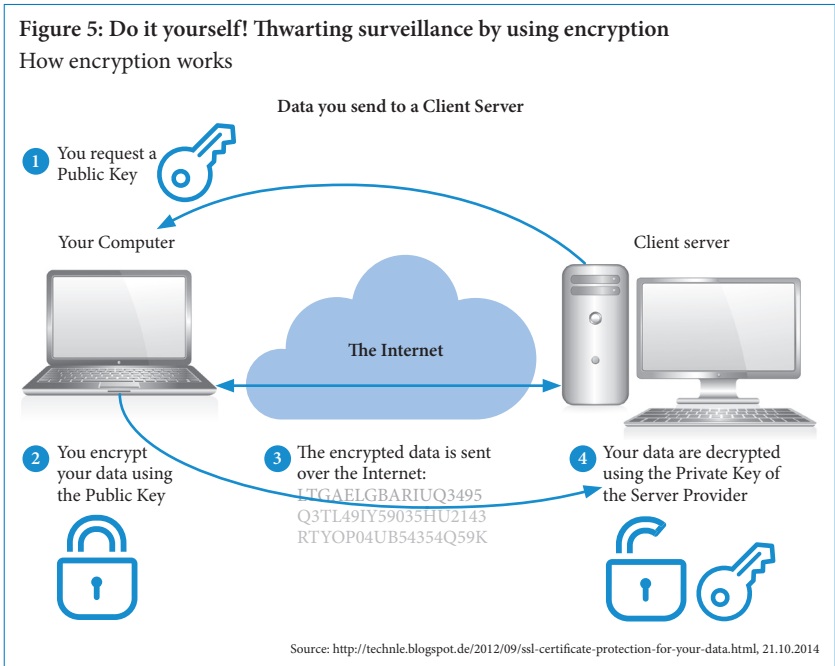 Figure 5: Do it yourself! Thwarting surveillance by using encryption
How encryption works
Data you send to a Client Server
1 You request a
Public Key
Your Computer
Client server
The Internet
2 You encrypt
your data using
the Public Key
3 The encrypted data is sent
over the Internet:
LTGAELGBARIUQ3495
Q3TL49IY59035HU2143
RTYOP04UB54354Q59K
4 Your data are decrypted
using the Private Key of
the Server Provider
Source: http://technle.blogspot.de/2012/09/ssl-certificate-protection-for-your-data.html, 21.10.2014